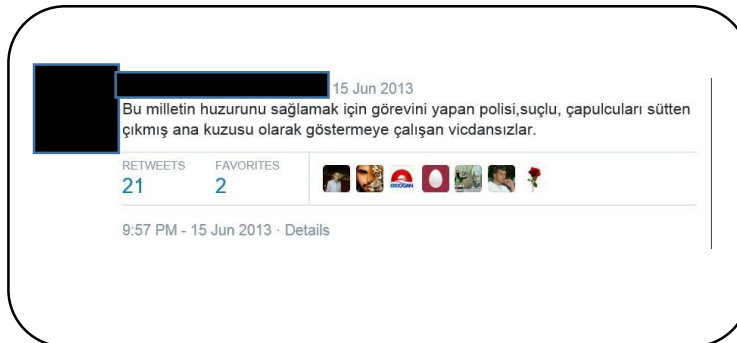 15 Jun 2013
Bu milletin huzurunu sağlamak için görevini yapan polisi,suçlu, çapulcuları sütten
çıkmış ana kuzusu olarak göstermeye çalışan vicdansızlar.
RETWEETS FAVORITES
21 2
ERDOĞAN
9:57 PM - 15 Jun 2013 · Details